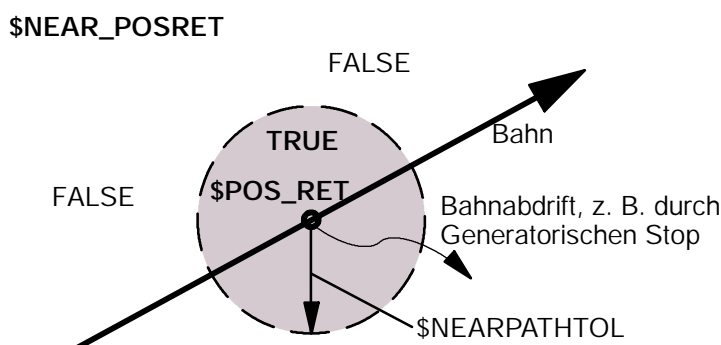 $NEAR_POSRET
FALSE
Bahn
TRUE
FALSE
$POS_RET
Bahnabdrift, z. B. durch
Generatorischen Stop
$NEARPATHTOL